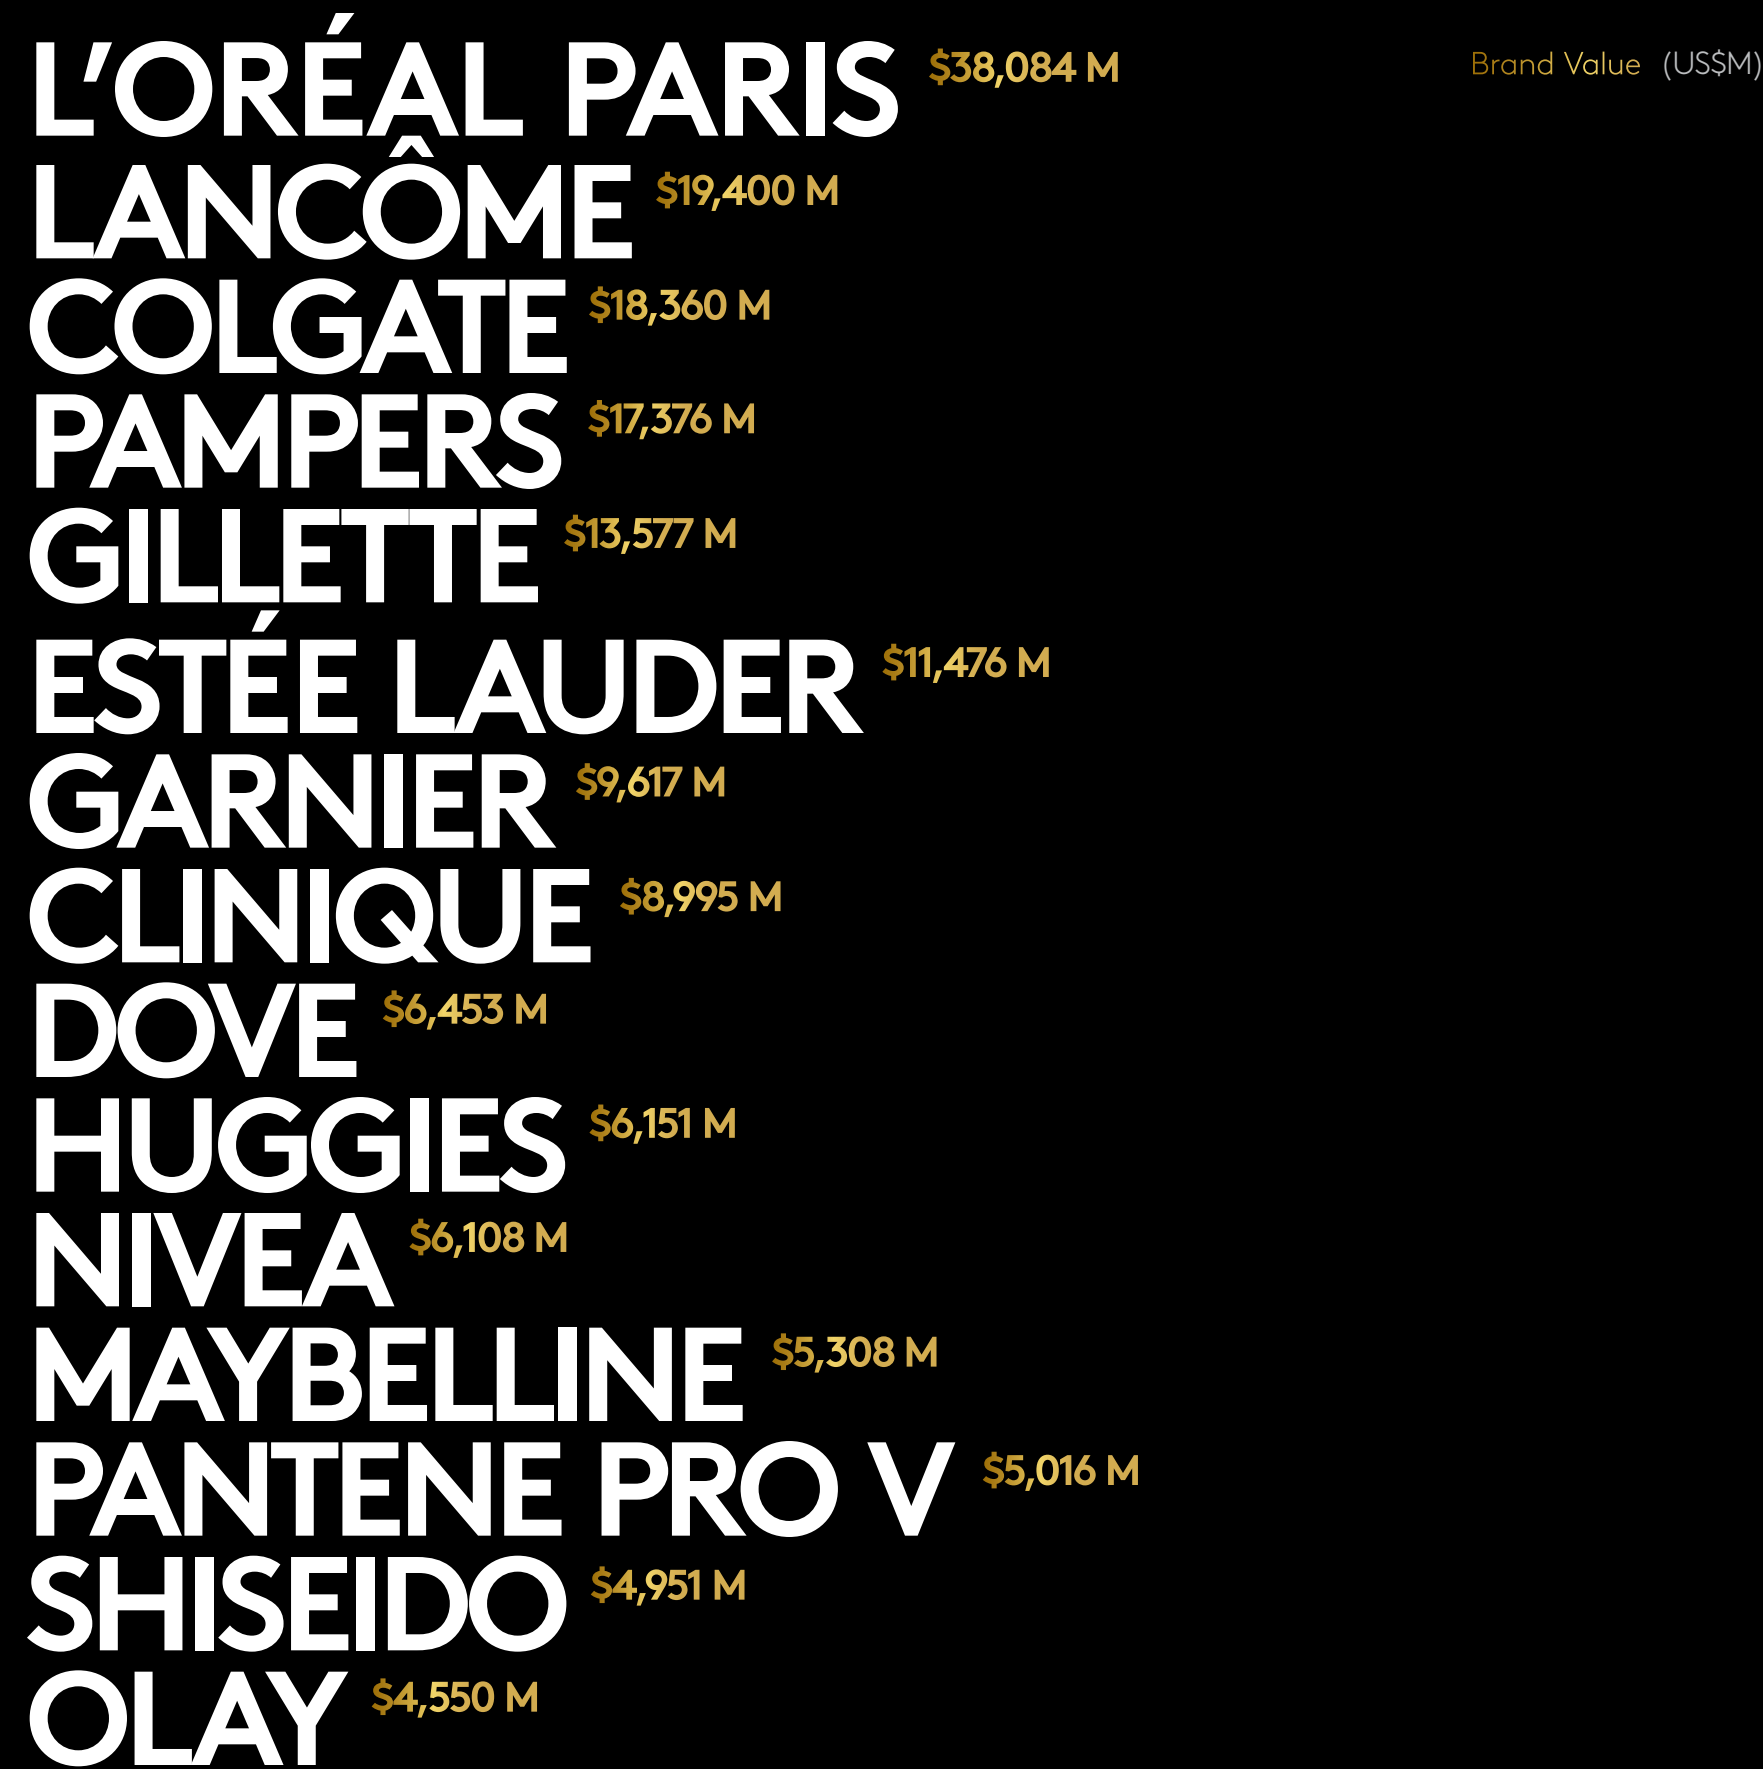 L’ORÉAL PARIS $38,084 M
Brand Value (US$M)
LANCÔME $19,400 M
COLGATE $18,360 M
PAMPERS $17,376 M
GILLETTE $13,577 M
ESTÉE LAUDER $11,476 M
GARNIER $9,617 M
CLINIQUE $8,995 M
DOVE $6,453 M
HUGGIES $6,151 M
NIVEA $6,108 M
MAYBELLINE $5,308 M
PANTENE PRO V $5,016 M
SHISEIDO $4,951 M
OLAY $4,550 M